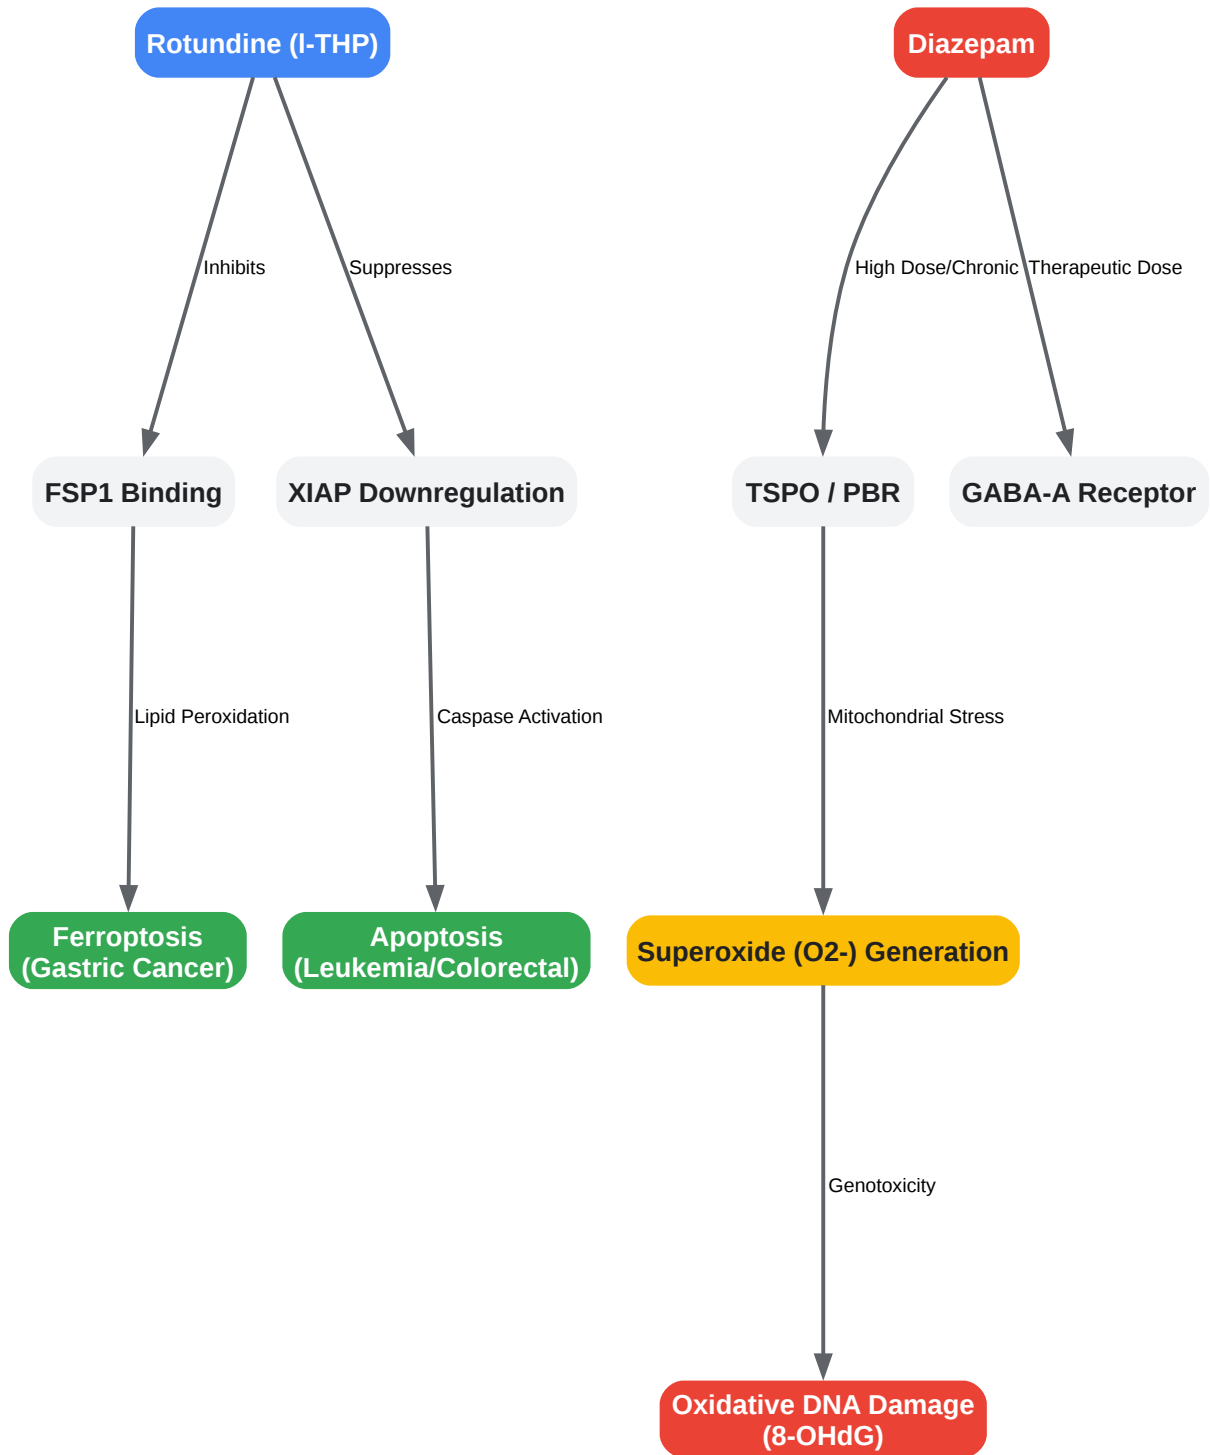 Rotundine (l-THP)
Diazepam
Inhibits
Suppresses
High Dose/Chronic
Therapeutic Dose
FSP1 Binding
XIAP Downregulation
TSPO / PBR
GABA-A Receptor
Lipid Peroxidation
Caspase Activation
Mitochondrial Stress
Ferroptosis
(Gastric Cancer)
Apoptosis
(Leukemia/Colorectal)
Superoxide (O2-) Generation
Genotoxicity
Oxidative DNA Damage
(8-OHdG)